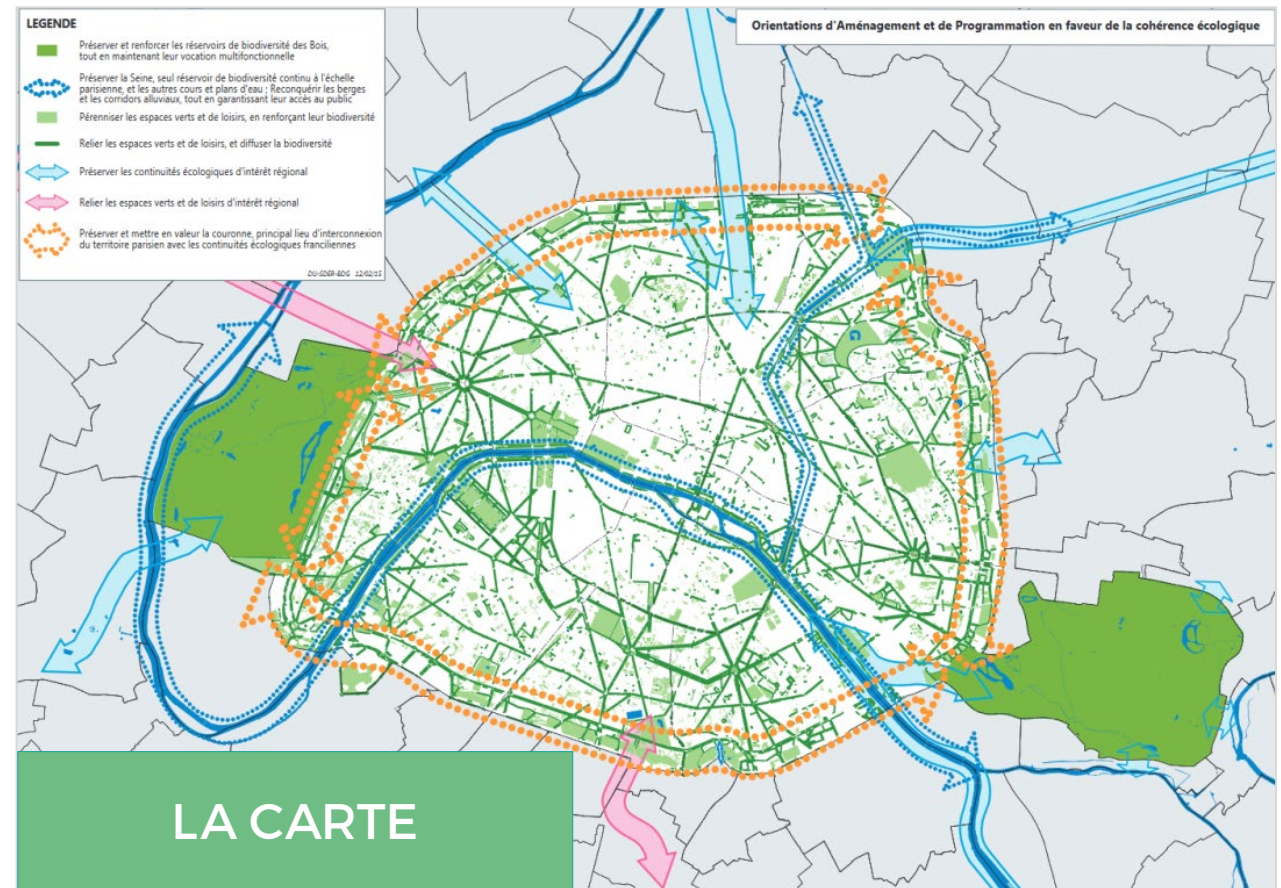 LEGENDE
Préserver et renforcer les réservoirs de biodiversité des Bois,
tout en maintenant leur vocation multifonctionnelle
Préserver la Seine, seul réservoir de biodiversité continu à l'échelle
parisienne, et les autres cours et plans d'eau ; Reconquérir les berges
et les corridors alluviaux, tout en garantissant leur accès au public
Pérenniser les espaces verts et de loisirs, en renforçant leur biodiversité
Relier les espaces verts et de loisirs, et diffuser la biodiversité
Préserver les continuités écologiques d'intérêt régional
Relier les espaces verts et de loisirs d'intérêt régional
Préserver et mettre en valeur la couronne, principal lieu d'interconnexion
du territoire parisien avec les continuités écologiques franciliennes
DU-SDEP-BDG 12/02/15
Orientations d'Aménagement et de Programmation en faveur de la cohérence écologique
LA CARTE